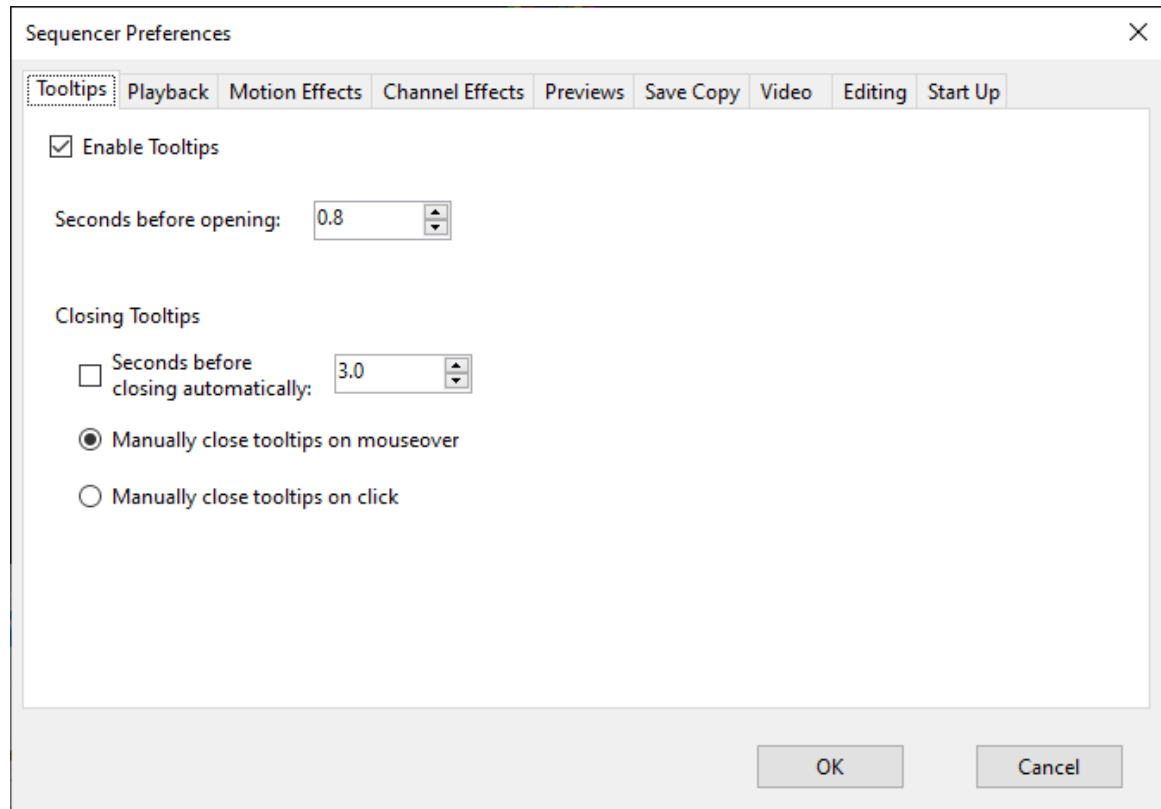 Sequencer Preferences
Tooltips Playback Motion Effects Channel Effects Previews Save Copy Video Editing Start Up
Enable Tooltips
Seconds before opening: 0.8
Closing Tooltips
Seconds before
closing automatically: 3.0
Manually close tooltips on mouseover
Manually close tooltips on click
OK Cancel